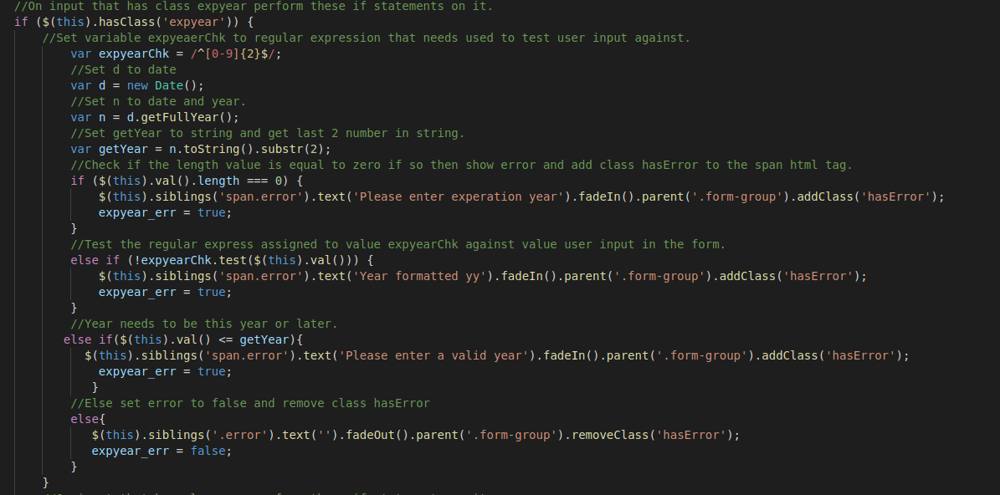 //On input that has class expyear perform these if statements on it.
if ($(this).hasClass('expyear')) {
//Set variable expyeaerChk to regular expression that needs used to test user input against.
var expyearChk = /^[0-9]{2}$/;
//Set d to date
var d = new Date();
//Set n to date and year.
var n = d.getFullYear();
//Set getYear to string and get last 2 number in string.
var getYear = n.toString().substr(2);
//Check if the length value is equal to zero if so then show error and add class hasError to the span html tag.
if ($(this).val().length === 0) {
$(this).siblings('span.error').text('Please enter experation year').fadeIn().parent('.form-group').addClass('hasError');
expyear_err = true;
}
//Test the regular express assigned to value expyearChk against value user input in the form.
else if (!expyearChk.test($(this).val())) {
$(this).siblings('span.error').text('Year formatted yy').fadeIn().parent('.form-group').addClass('hasError');
expyear_err = true;
}
//Year needs to be this year or later.
else if($(this).val() <= getYear){
$(this).siblings('span.error').text('Please enter a valid year').fadeIn().parent('.form-group').addClass('hasError');
expyear_err = true;
}
//Else set error to false and remove class hasError
else{
$(this).siblings('.error').text('').fadeOut().parent('.form-group').removeClass('hasError');
expyear_err = false;
}
}